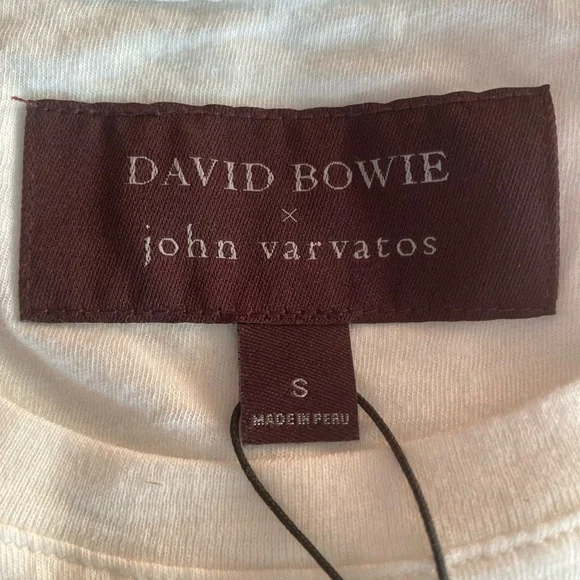 DAVID BOWIE
×
john varvatos
S
MADE IN PERU